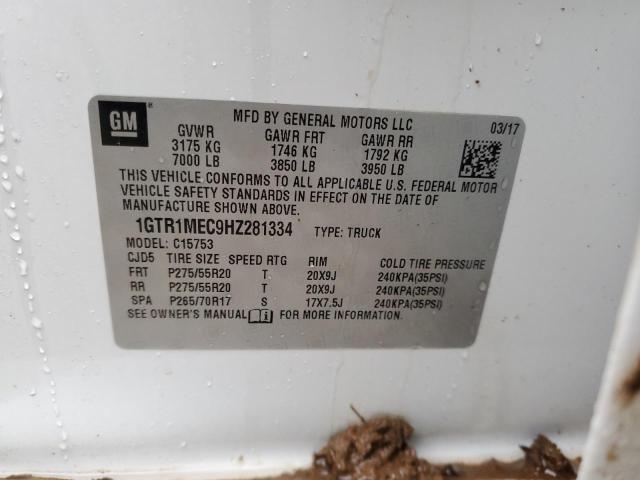 GM
MFD BY GENERAL MOTORS LLC
03/17
GVWR GAWR FRT GAWR RR
3175 KG 1746 KG 1792 KG
7000 LB 3850 LB 3950 LB
THIS VEHICLE CONFORMS TO ALL APPLICABLE U.S. FEDERAL MOTOR
VEHICLE SAFETY STANDARDS IN EFFECT ON THE DATE OF
MANUFACTURE SHOWN ABOVE.
1GTR1MEC9HZ281334 TYPE: TRUCK
MODEL: C15753
CJD5 TIRE SIZE SPEED RTG RIM COLD TIRE PRESSURE
FRT P275/55R20 T 20X9J 240KPA(35PSI)
RR P275/55R20 T 20X9J 240KPA(35PSI)
SPA P265/70R17 S 17X7.5J 240KPA(35PSI)
SEE OWNER'S MANUAL FOR MORE INFORMATION.